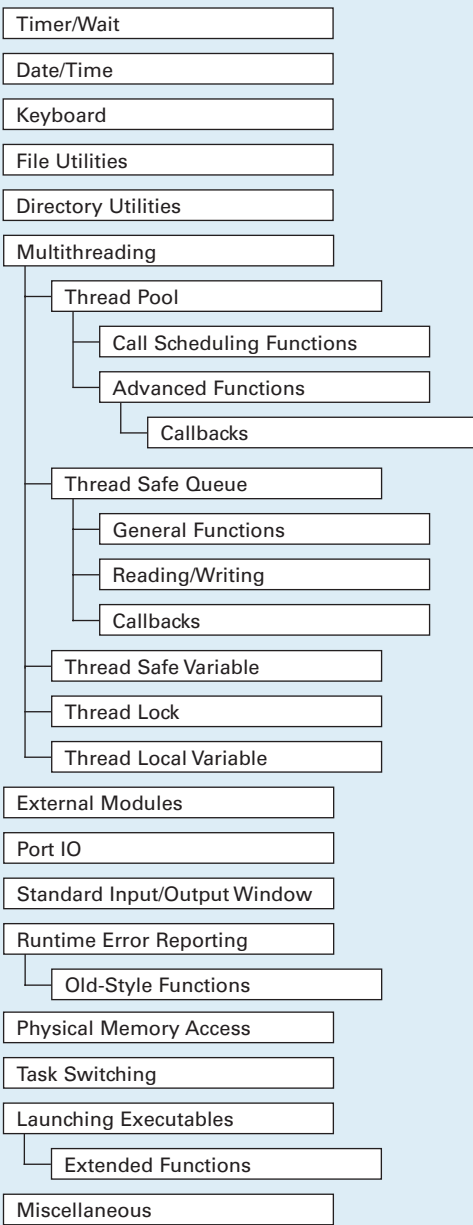 Timer/Wait
Date/Time
Keyboard
File Utilities
Directory Utilities
Multithreading
Thread Pool
Call Scheduling Functions
Advanced Functions
Callbacks
Thread Safe Queue
General Functions
Reading/Writing
Callbacks
Thread Safe Variable
Thread Lock
Thread Local Variable
External Modules
Port IO
Standard Input/Output Window
Runtime Error Reporting
Old-Style Functions
Physical Memory Access
Task Switching
Launching Executables
Extended Functions
Miscellaneous